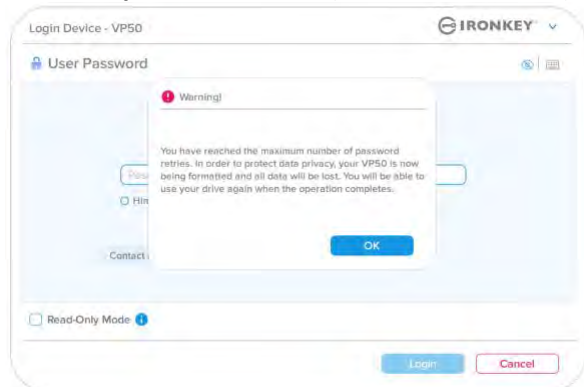 Login Device - VP50
IRONKEY
User Password
Warning!
You have reached the maximum number of password
retries. In order to protect data privacy, your VP50 is now
being formatted and all data will be lost. You will be able to
use your drive again when the operation completes.
OK
Contact
Read-Only Mode
Login
Cancel